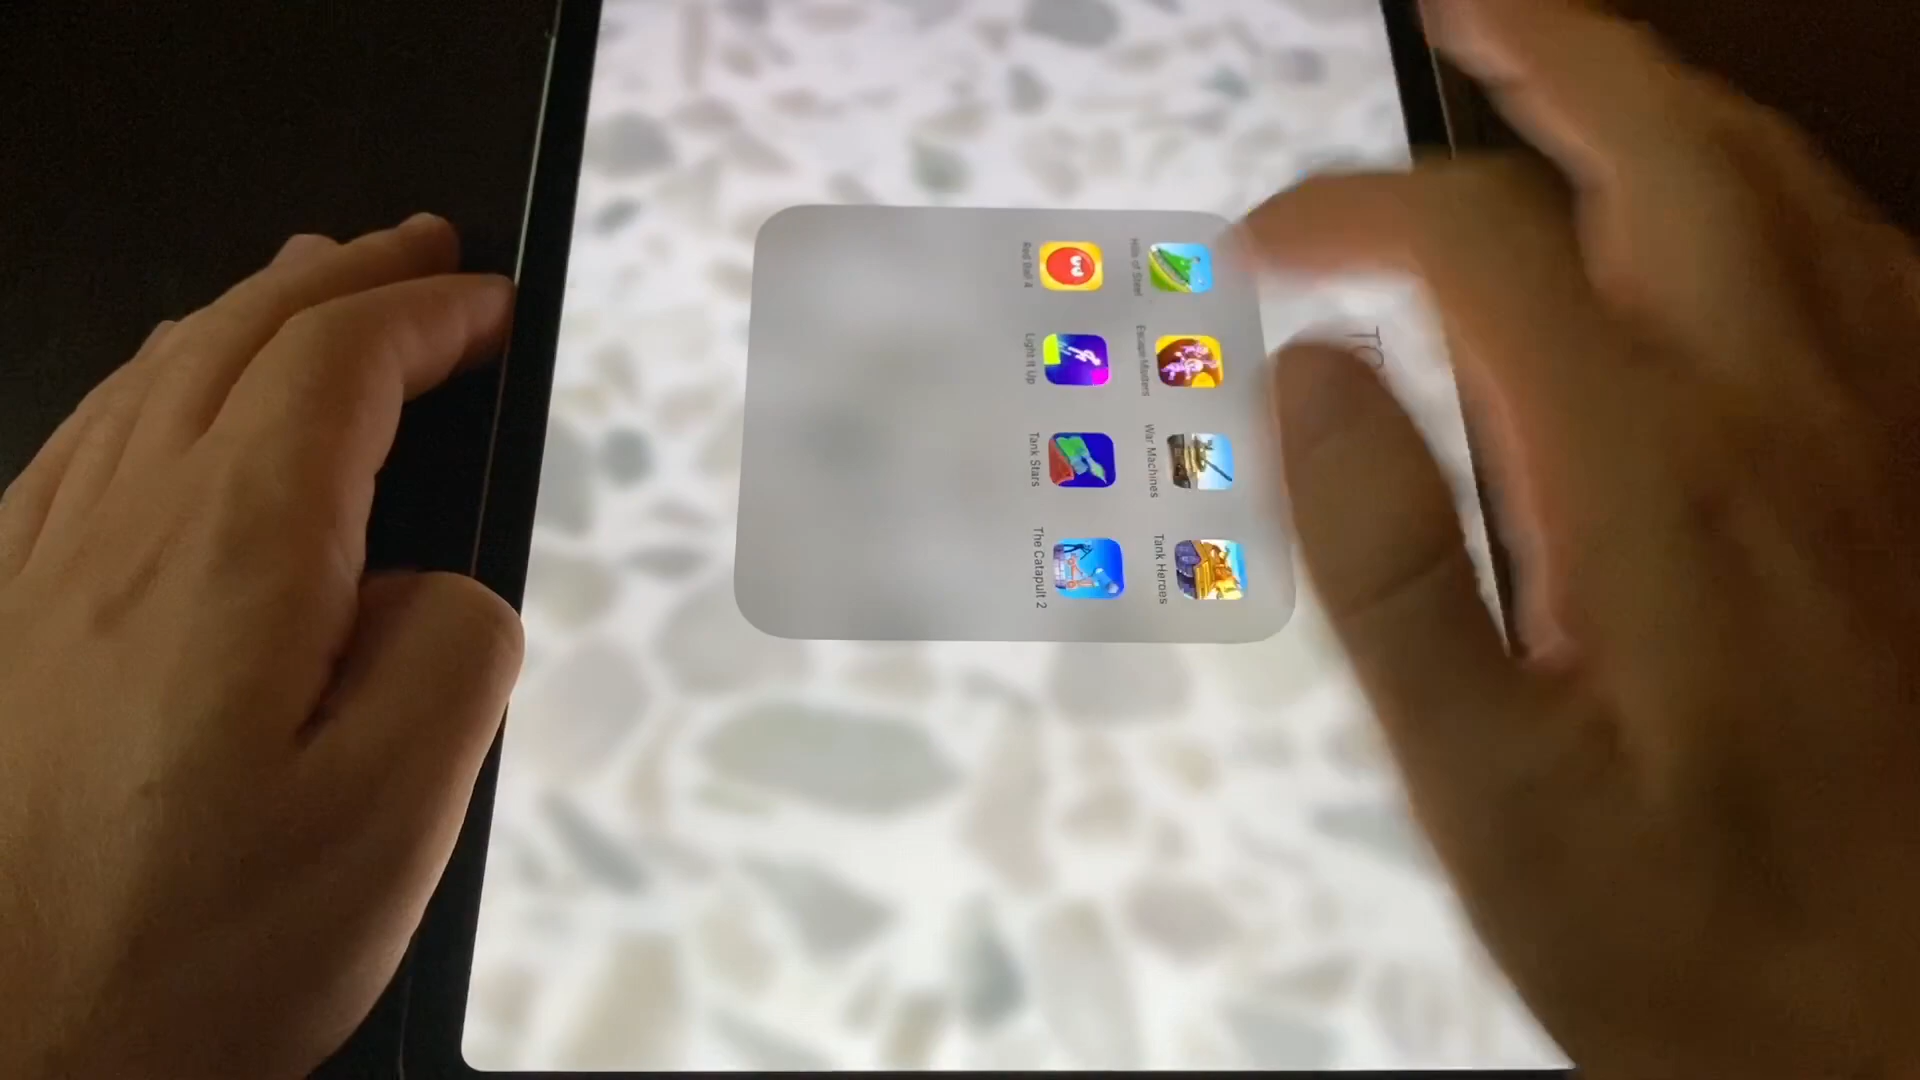 Hills of Steel
Escape Masters
War Machines
Tank Heroes
Red Ball 4
Light It Up
Tank Stars
The Catapult 2